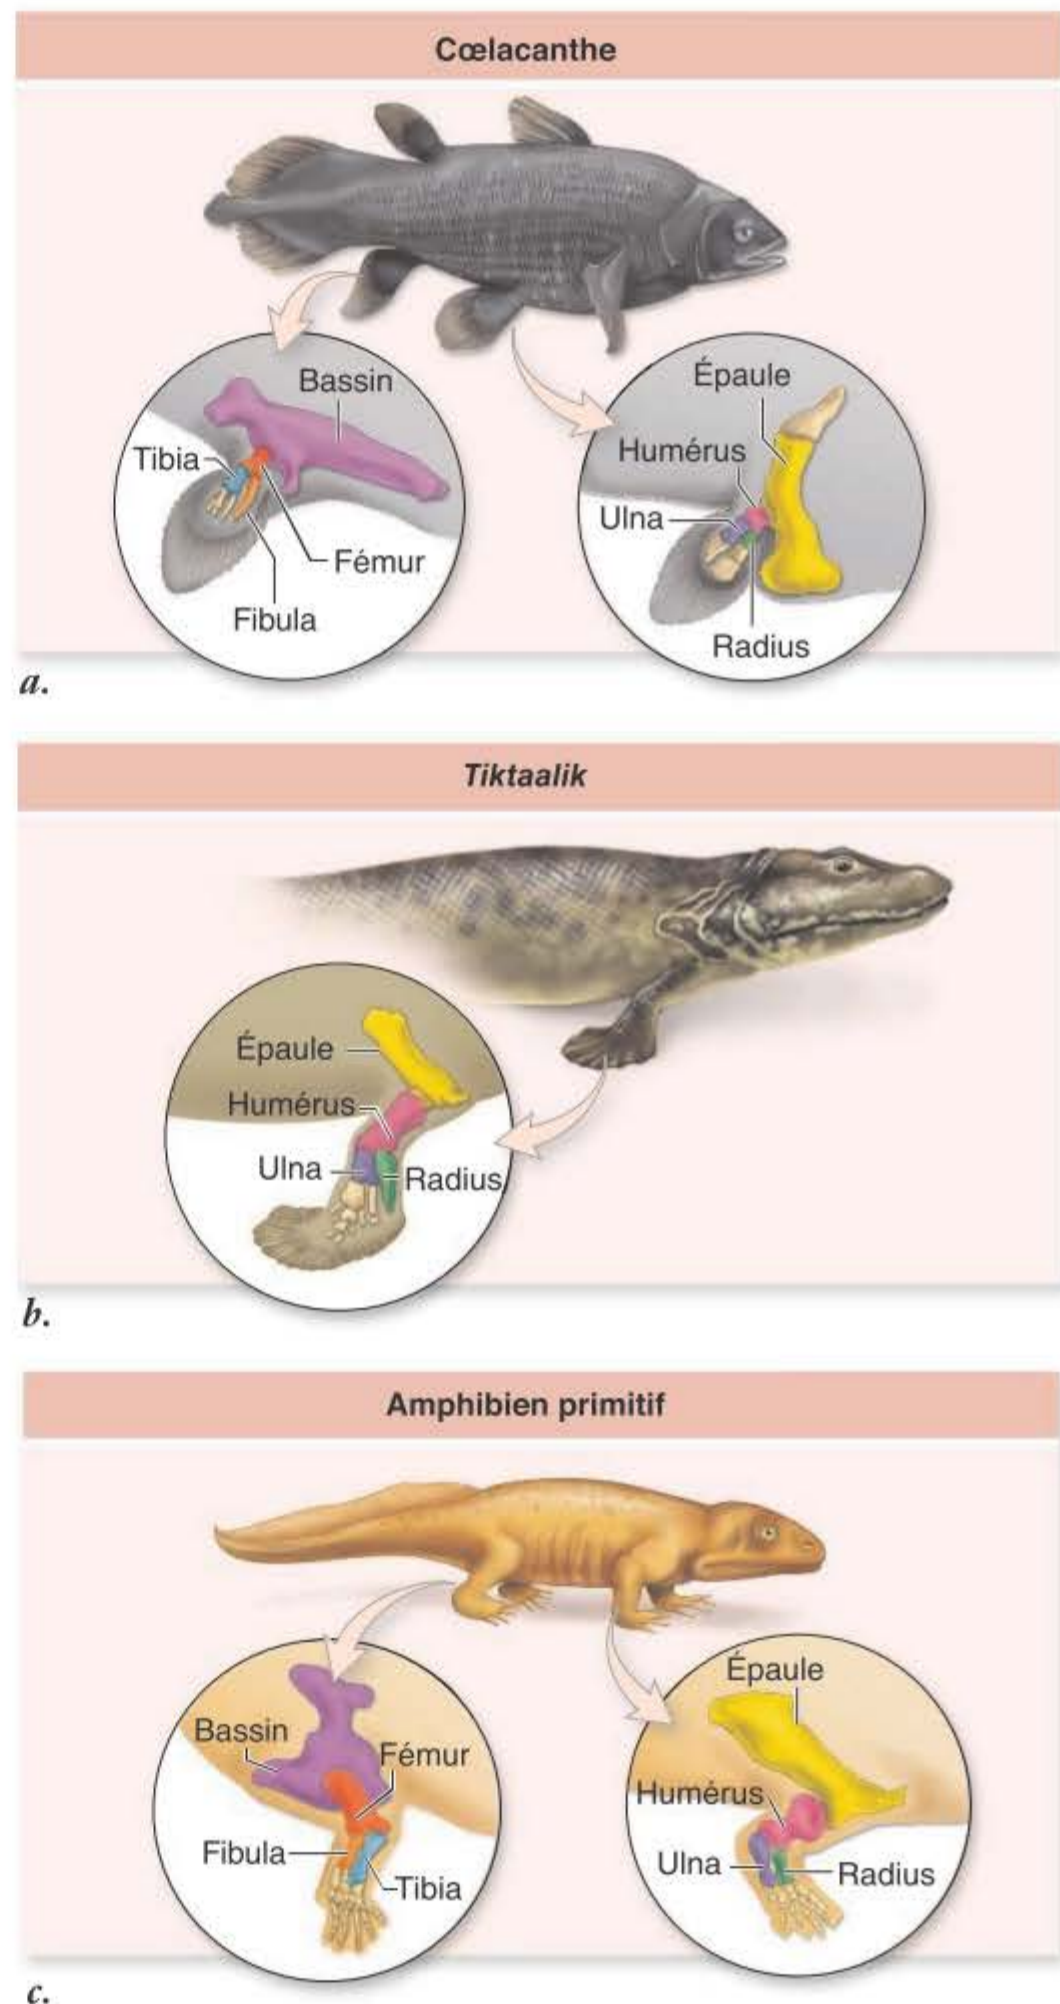 Cœlacanthe
Bassin
Tibia
Fémur
Fibula
Épaule
Humérus
Ulna
Radius
a.
Tiktaalik
Épaule
Humérus
Ulna
Radius
b.
Amphibien primitif
Bassin
Fémur
Fibula
Tibia
Épaule
Humérus
Ulna
Radius
c.